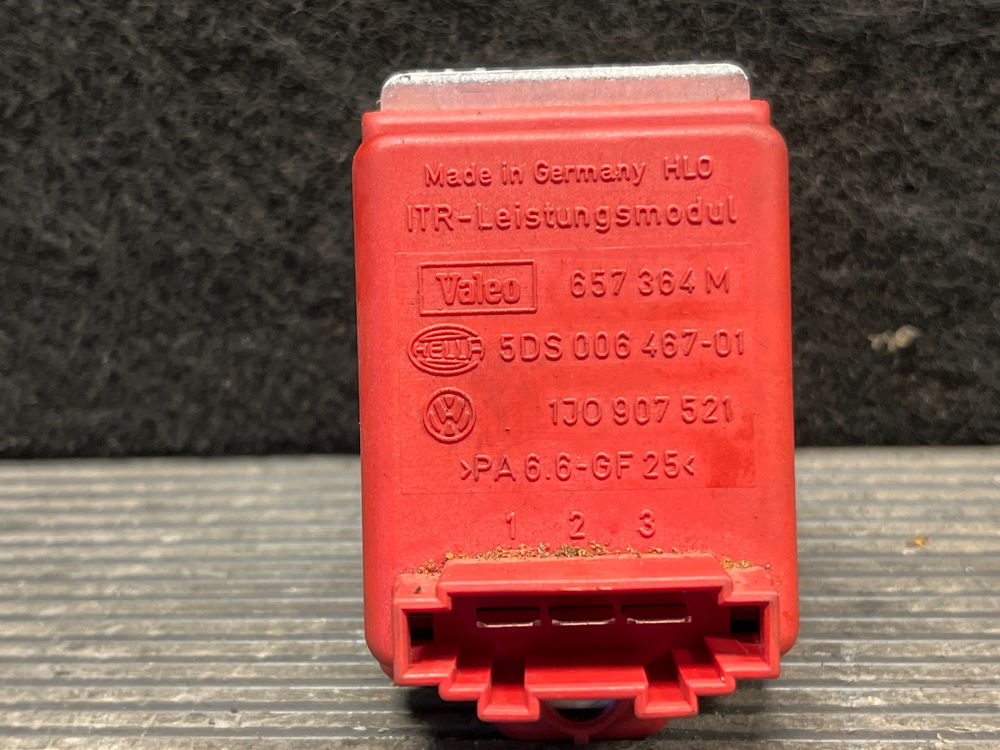 Made in Germany HLO
ITR-Leistungsmodul
Valeo 657 364 M
HELLA 5DS 006 467-01
VW 1J0 907 521
>PA 6.6-GF 25<
1 2 3